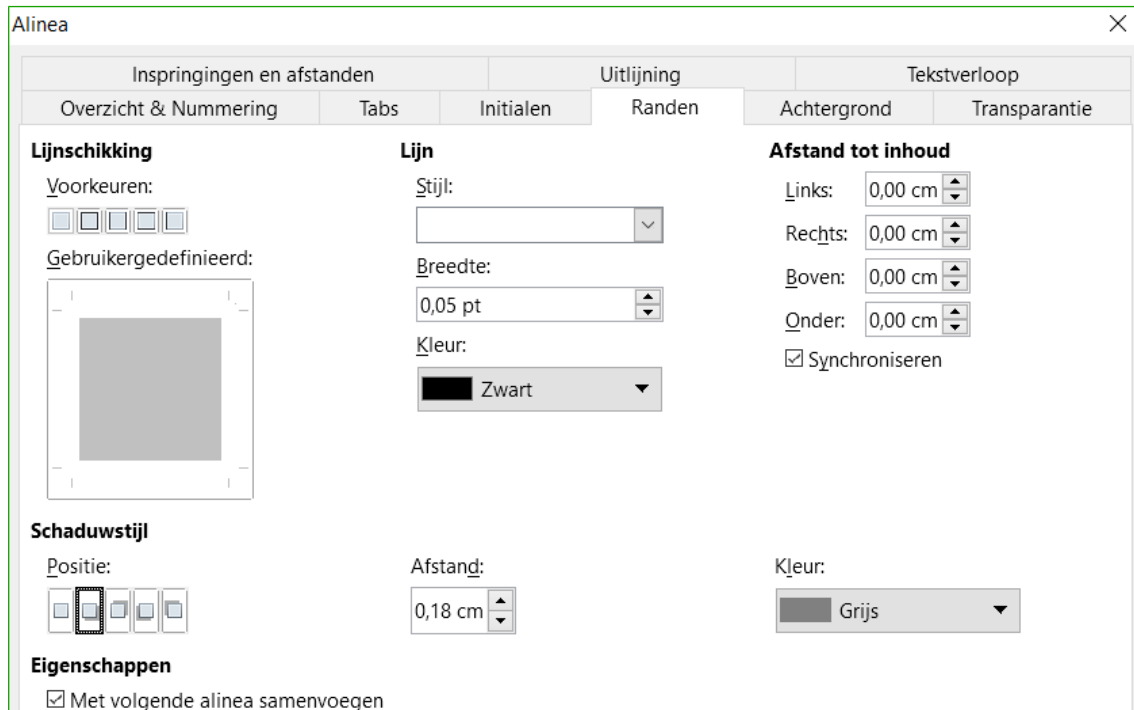 Alinea
Inspringingen en afstanden Uitlijning Tekstverloop
Overzicht & Nummering Tabs Initialen Randen Achtergrond Transparantie
Lijnschikking Lijn Afstand tot inhoud
Voorkeuren: Stijl: Links: 0,00 cm
Rechts: 0,00 cm
Gebruikergedefinieerd: Breedte: Boven: 0,00 cm
0,05 pt Onder: 0,00 cm
Kleur: Synchroniseren
Zwart
Schaduwstijl
Positie: Afstand: Kleur:
0,18 cm Grijs
Eigenschappen
Met volgende alinea samenvoegen